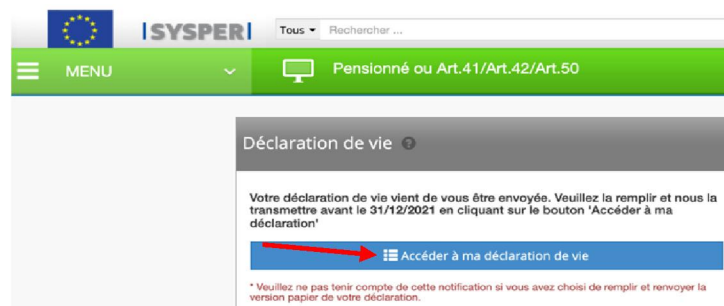 SYSPER Tous Rechercher ...
MENU Pensionné ou Art.41/Art.42/Art.50
Déclaration de vie
Votre déclaration de vie vient de vous être envoyée. Veuillez la remplir et nous la
transmettre avant le 31/12/2021 en cliquant sur le bouton 'Accéder à ma
déclaration'
Accéder à ma déclaration de vie
* Veuillez ne pas tenir compte de cette notification si vous avez choisi de remplir et renvoyer la
version papier de votre déclaration.